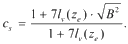 c_s = \frac{1 + 7l_v(z_e) \cdot \sqrt{B^2}}{1 + 7l_v(z_e)}.